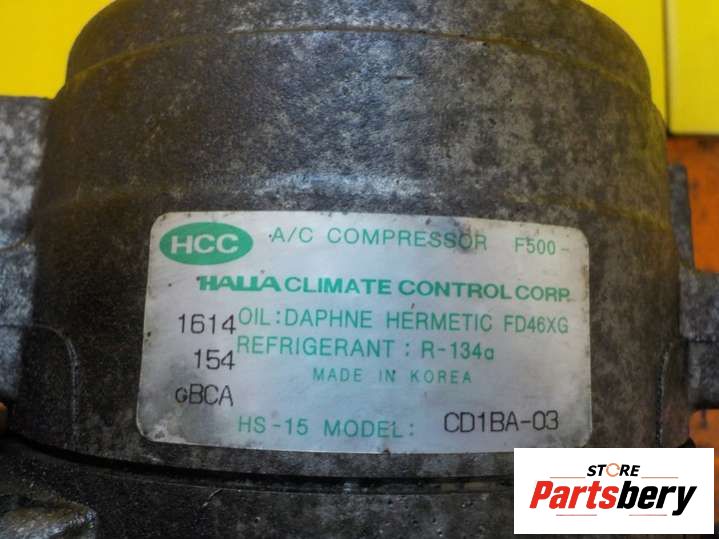 HCC A/C COMPRESSOR F500-
HALLA CLIMATE CONTROL CORP.
1614 OIL:DAPHNE HERMETIC FD46XG
154 REFRIGERANT: R-134a
MADE IN KOREA
GBCA
HS-15 MODEL: CD1BA-03
STORE
Partsbery